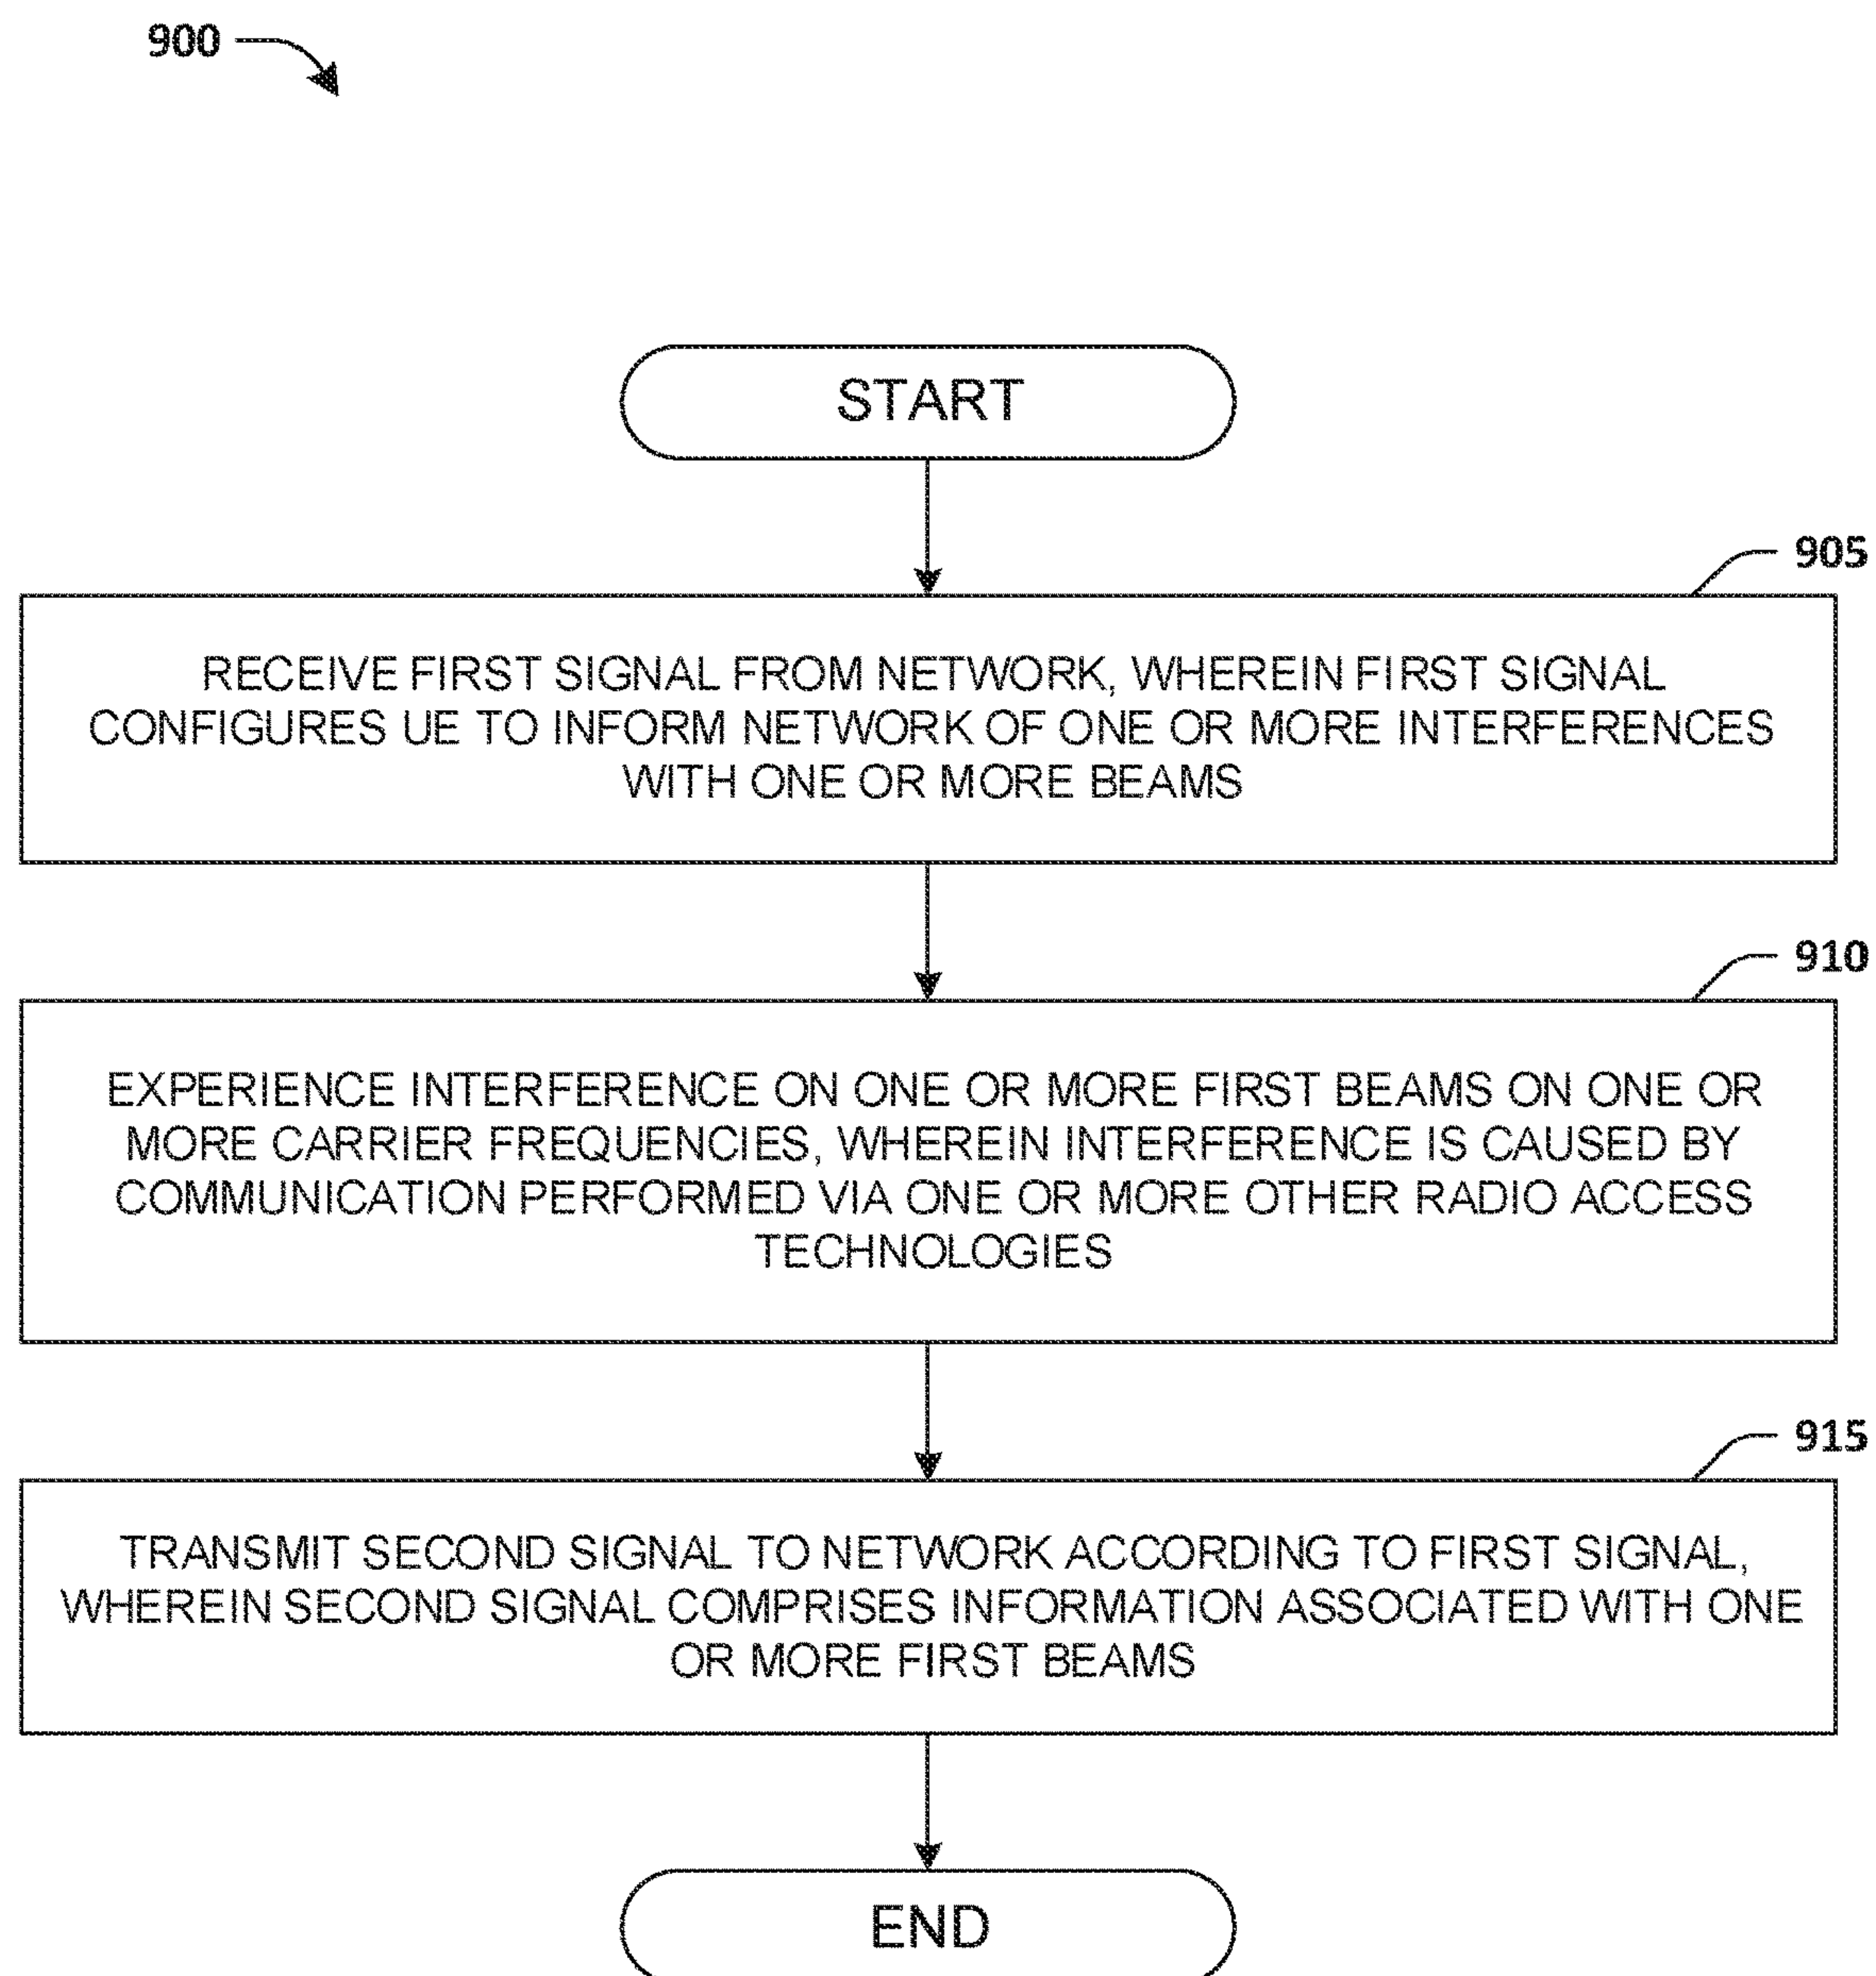 900
START
905
RECEIVE FIRST SIGNAL FROM NETWORK, WHEREIN FIRST SIGNAL
CONFIGURES UE TO INFORM NETWORK OF ONE OR MORE INTERFERENCES
WITH ONE OR MORE BEAMS
910
EXPERIENCE INTERFERENCE ON ONE OR MORE FIRST BEAMS ON ONE OR
MORE CARRIER FREQUENCIES, WHEREIN INTERFERENCE IS CAUSED BY
COMMUNICATION PERFORMED VIA ONE OR MORE OTHER RADIO ACCESS
TECHNOLOGIES
915
TRANSMIT SECOND SIGNAL TO NETWORK ACCORDING TO FIRST SIGNAL,
WHEREIN SECOND SIGNAL COMPRISES INFORMATION ASSOCIATED WITH ONE
OR MORE FIRST BEAMS
END